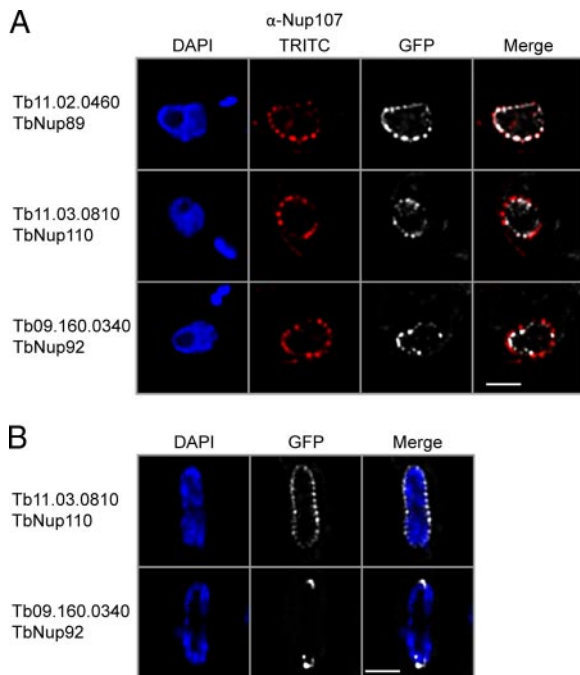 A
α-Nup107
DAPI TRITC GFP Merge
Tb11.02.0460
TbNup89
Tb11.03.0810
TbNup110
Tb09.160.0340
TbNup92
B
DAPI GFP Merge
Tb11.03.0810
TbNup110
Tb09.160.0340
TbNup92